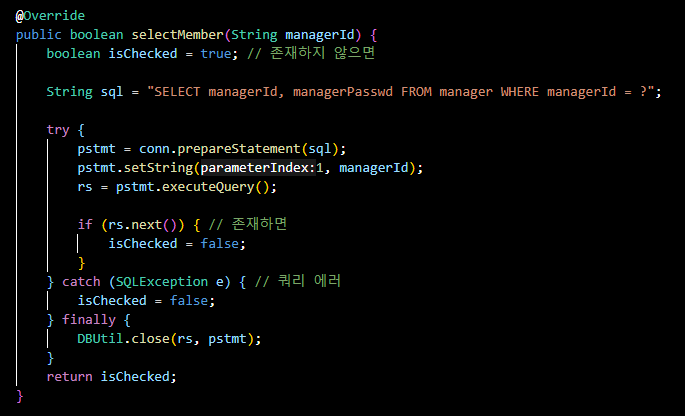 @Override
public boolean selectMember(String managerId) {
    boolean isChecked = true; // 존재하지 않으면

    String sql = "SELECT managerId, managerPasswd FROM manager WHERE managerId = ?";

    try {
        pstmt = conn.prepareStatement(sql);
        pstmt.setString(parameterIndex:1, managerId);
        rs = pstmt.executeQuery();

        if (rs.next()) { // 존재하면
            isChecked = false;
        }
    } catch (SQLException e) { // 쿼리 에러
        isChecked = false;
    } finally {
        DBUtil.close(rs, pstmt);
    }
    return isChecked;
}